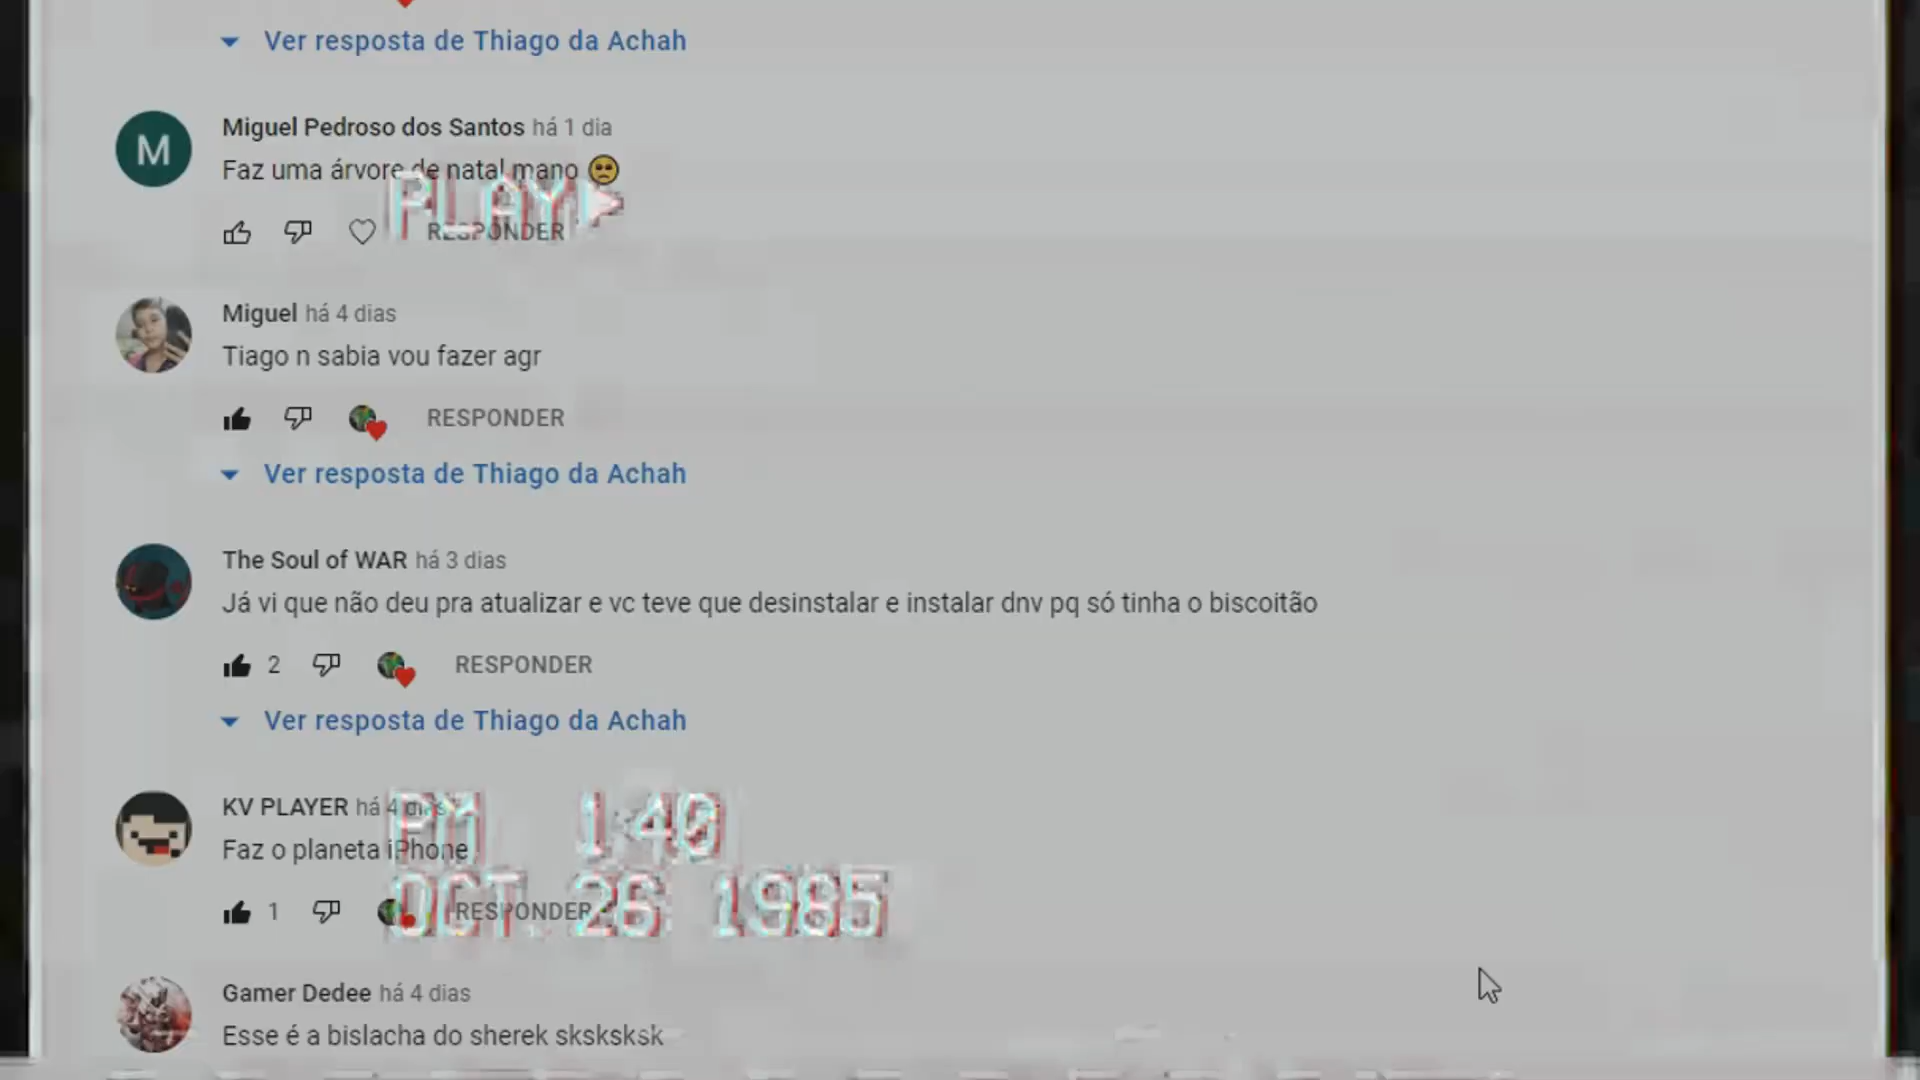 Ver resposta de Thiago da Achah
M
Miguel Pedroso dos Santos há 1 dia
Faz uma árvore de natal mano
PLAY
RESPONDER
Miguel há 4 dias
Tiago n sabia vou fazer agr
RESPONDER
Ver resposta de Thiago da Achah
The Soul of WAR há 3 dias
Já vi que não deu pra atualizar e vc teve que desinstalar e instalar dnv pq só tinha o biscoitão
2 RESPONDER
Ver resposta de Thiago da Achah
KV PLAYER há 4 dias
PM 1:40
Faz o planeta iPhone
1 RESPONDER
OCT. 26 1985
Gamer Dedee há 4 dias
Esse é a bislacha do sherek sksksksk